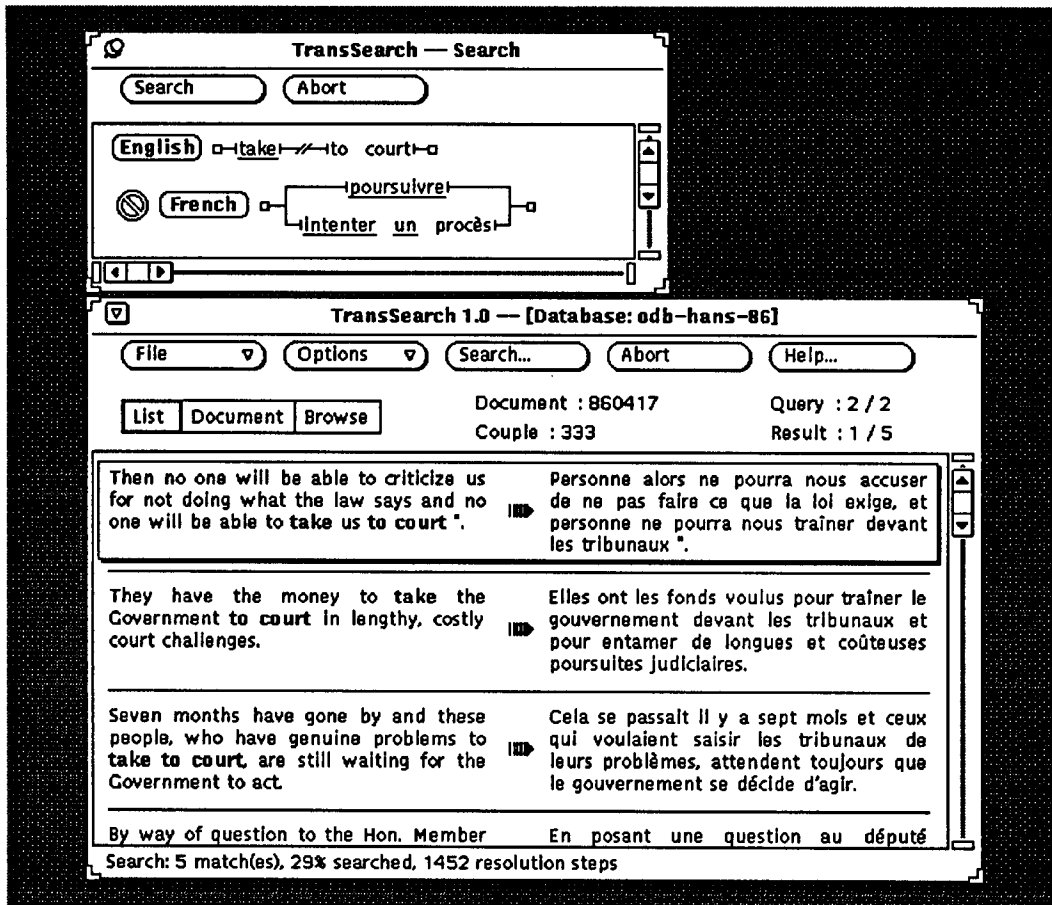 TransSearch — Search
Search Abort
English take // to court
poursuivre
French
intenter un procès
TransSearch 1.0 — [Database: odb-hans-86]
File Options Search... Abort Help...
List Document Browse
Document : 860417 Query : 2 / 2
Couple : 333 Result : 1 / 5
Then no one will be able to criticize us
for not doing what the law says and no
one will be able to take us to court ".
Personne alors ne pourra nous accuser
de ne pas faire ce que la loi exige, et
personne ne pourra nous traîner devant
les tribunaux ".
They have the money to take the
Government to court in lengthy, costly
court challenges.
Elles ont les fonds voulus pour traîner le
gouvernement devant les tribunaux et
pour entamer de longues et coûteuses
poursuites judiciaires.
Seven months have gone by and these
people, who have genuine problems to
take to court, are still waiting for the
Government to act.
Cela se passait il y a sept mois et ceux
qui voulaient saisir les tribunaux de
leurs problèmes, attendent toujours que
le gouvernement se décide d'agir.
By way of question to the Hon. Member
En posant une question au député
Search: 5 match(es), 29% searched, 1452 resolution steps